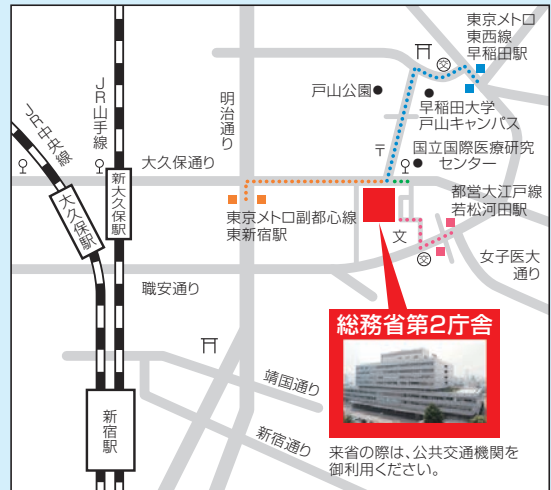 東京メトロ
東西線
早稲田駅
交
戸山公園
早稲田大学
戸山キャンパス
JR中央線
JR山手線
明治通り
〒
国立国際医療研究
センター
大久保通り
大久保駅
新大久保駅
東京メトロ副都心線
東新宿駅
都営大江戸線
若松河田駅
文
交
女子医大
通り
職安通り
総務省第2庁舎
靖国通り
新宿通り
新宿駅
来省の際は、公共交通機関を
御利用ください。